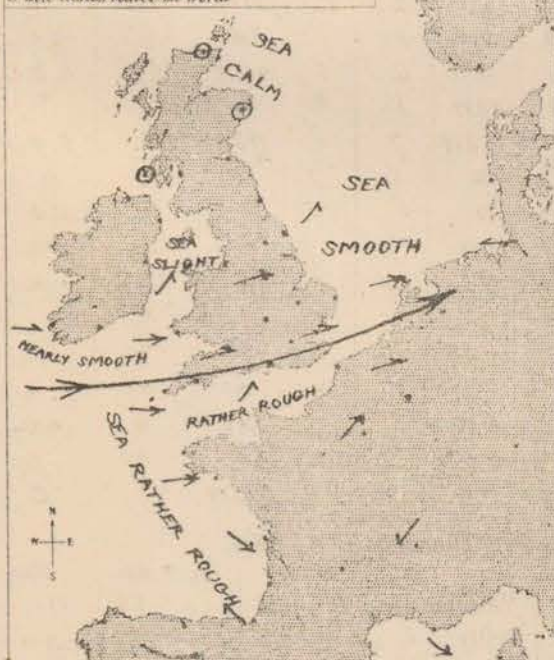 SEA
CALM
SEA
SMOOTH
SEA
SLIGHT
NEARLY SMOOTH
RATHER ROUGH
SEA RATHER ROUGH
N
W E
S